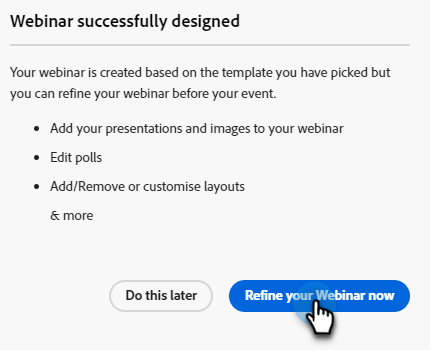 Webinar successfully designed
Your webinar is created based on the template you have picked but
you can refine your webinar before your event.
• Add your presentations and images to your webinar
• Edit polls
• Add/Remove or customise layouts
& more
Do this later
Refine your Webinar now